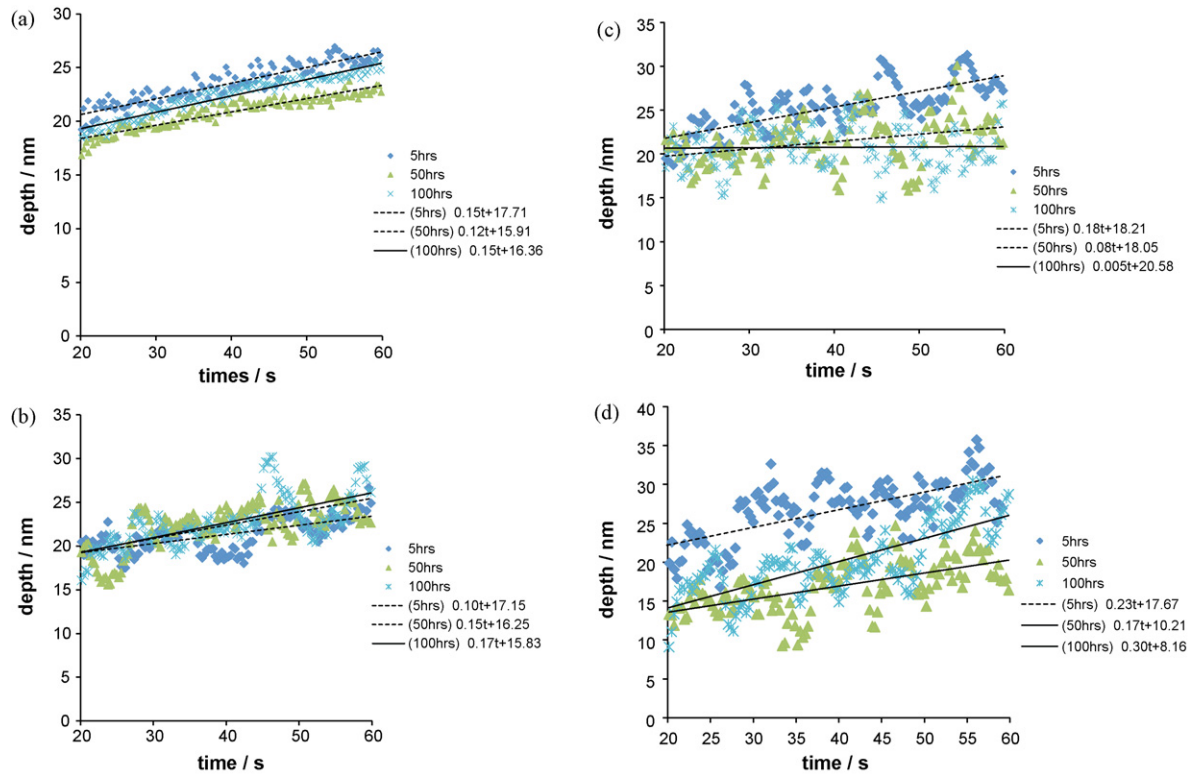 (a)
30
25
20
15
10
5
0
depth / nm
20
30
40
50
60
times / s
5hrs
50hrs
100hrs
(5hrs) 0.15t+17.71
(50hrs) 0.12t+15.91
(100hrs) 0.15t+16.36
(c)
35
30
25
20
15
10
5
0
depth /nm
20
30
40
50
60
time / s
5hrs
50hrs
100hrs
(5hrs) 0.18t+18.21
(50hrs) 0.08t+18.05
(100hrs) 0.005t+20.58
(b)
35
30
25
20
15
10
5
0
depth / nm
20
30
40
50
60
time / s
5hrs
50hrs
100hrs
(5hrs) 0.10t+17.15
(50hrs) 0.15t+16.25
(100hrs) 0.17t+15.83
(d)
40
35
30
25
20
15
10
5
0
depth / nm
20
25
30
35
40
45
50
55
60
time / s
5hrs
50hrs
100hrs
(5hrs) 0.23t+17.67
(50hrs) 0.17t+10.21
(100hrs) 0.30t+8.16